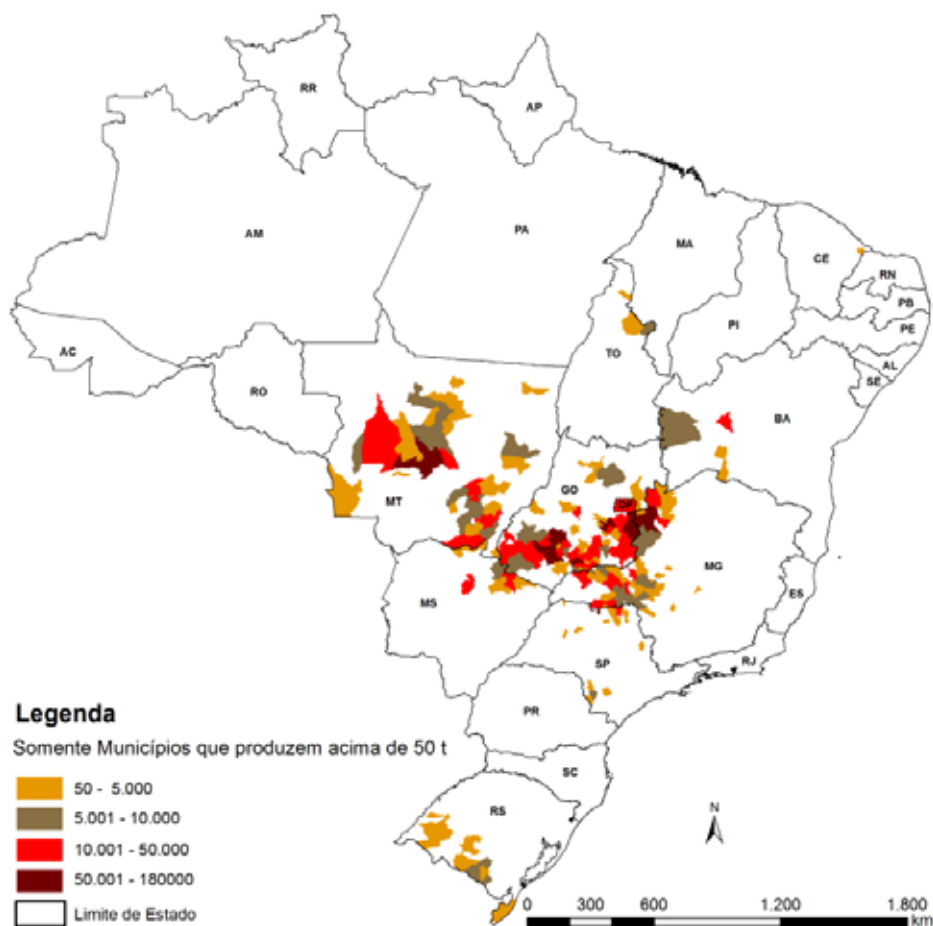 RR
AP
AM
PA
MA
CE
RN
PB
PE
PI
AL
SE
AC
TO
RO
BA
MT
GO
DF
MG
MS
ES
SP
RJ
PR
SC
RS
Legenda
Somente Municípios que produzem acima de 50 t
50 - 5.000
5.001 - 10.000
10.001 - 50.000
50.001 - 180000
Limite de Estado
N
0 300 600 1.200 1.800
km